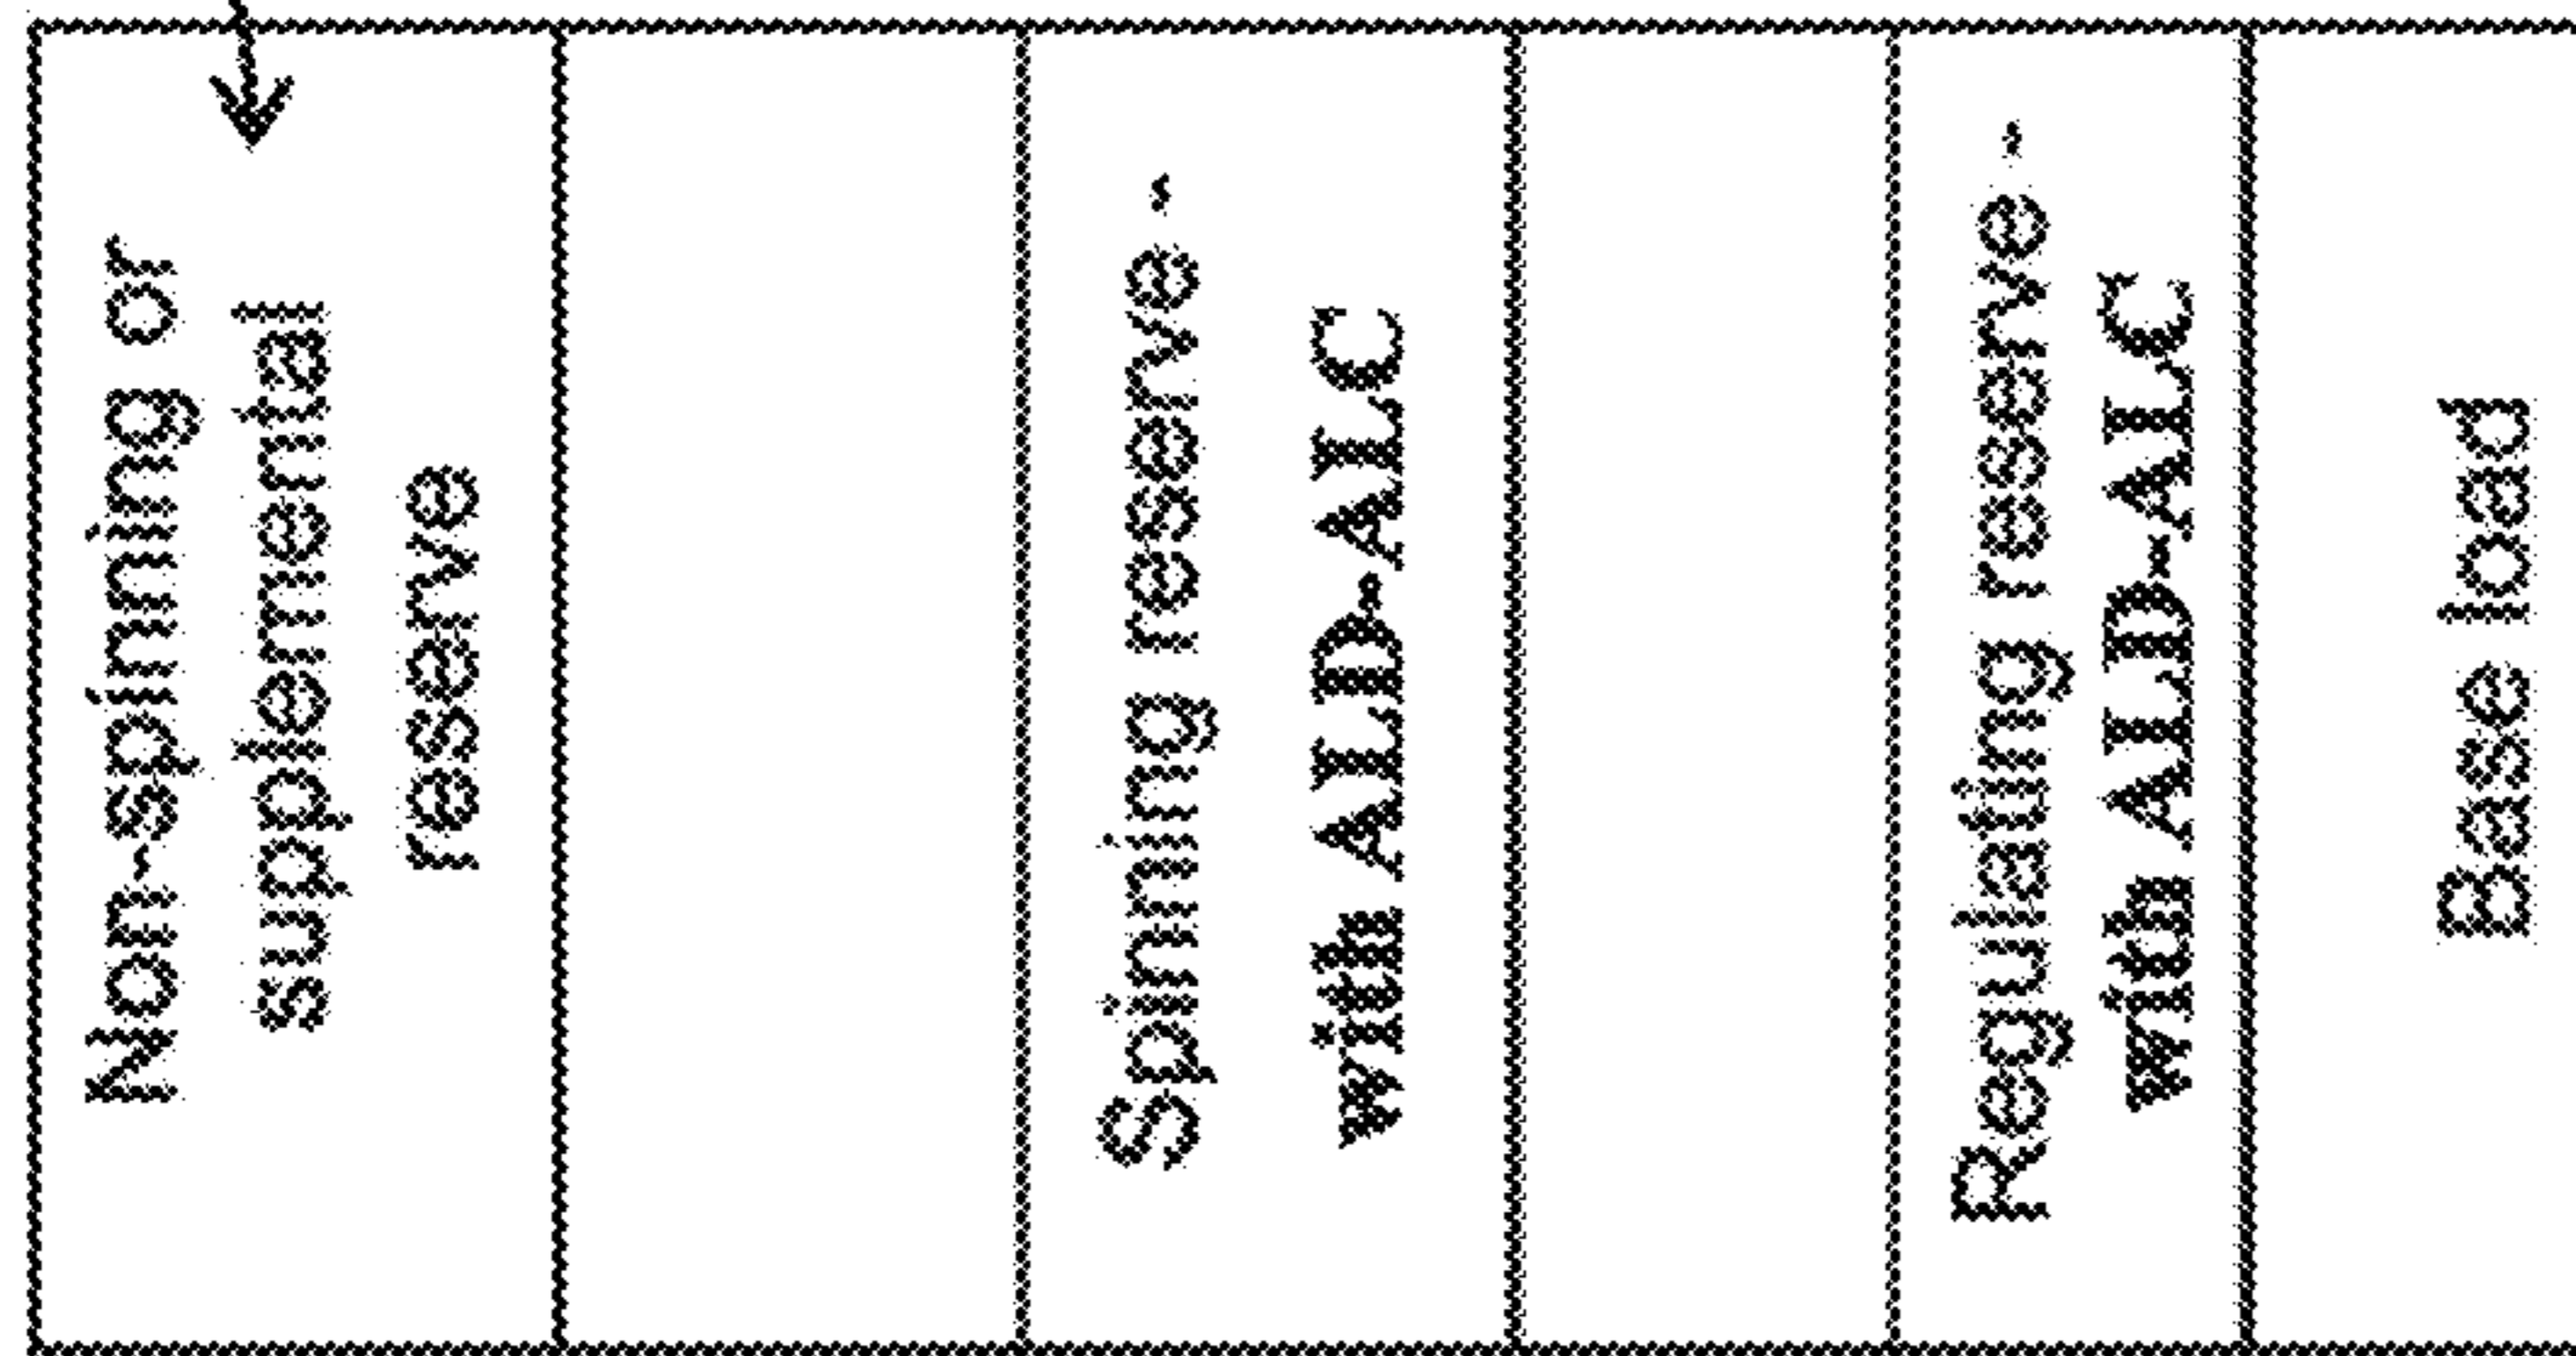 Non-spinning or
supplemental
reserve
Spinning reserve -
with ALD-ALC
Regulating reserve -
with ALD-ALC
Base load